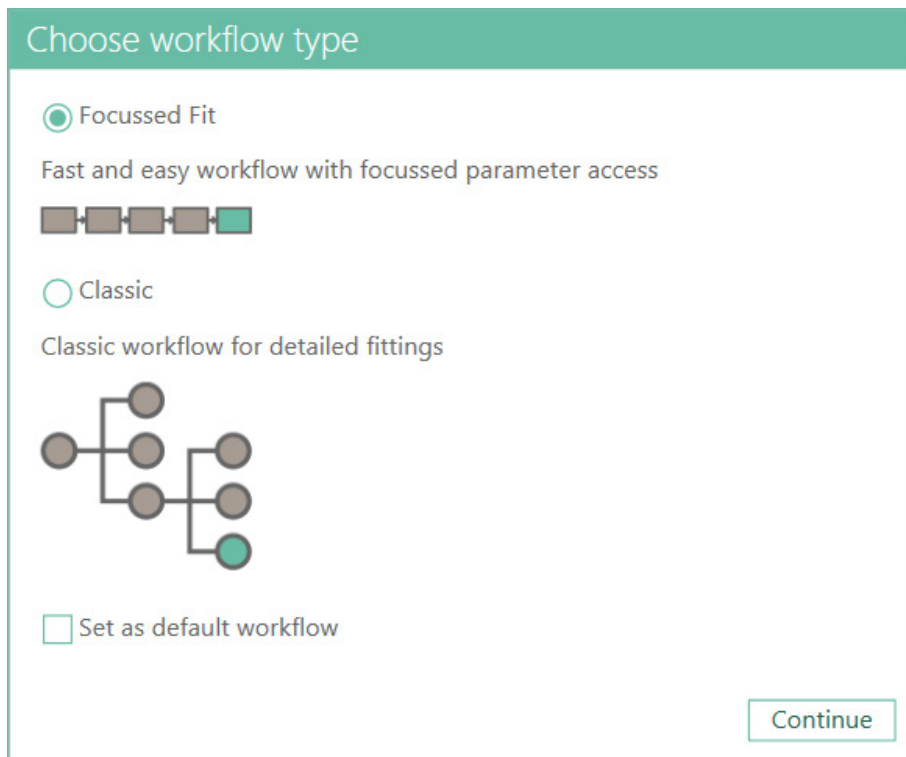 Choose workflow type
Focussed Fit
Fast and easy workflow with focussed parameter access
Classic
Classic workflow for detailed fittings
Set as default workflow
Continue